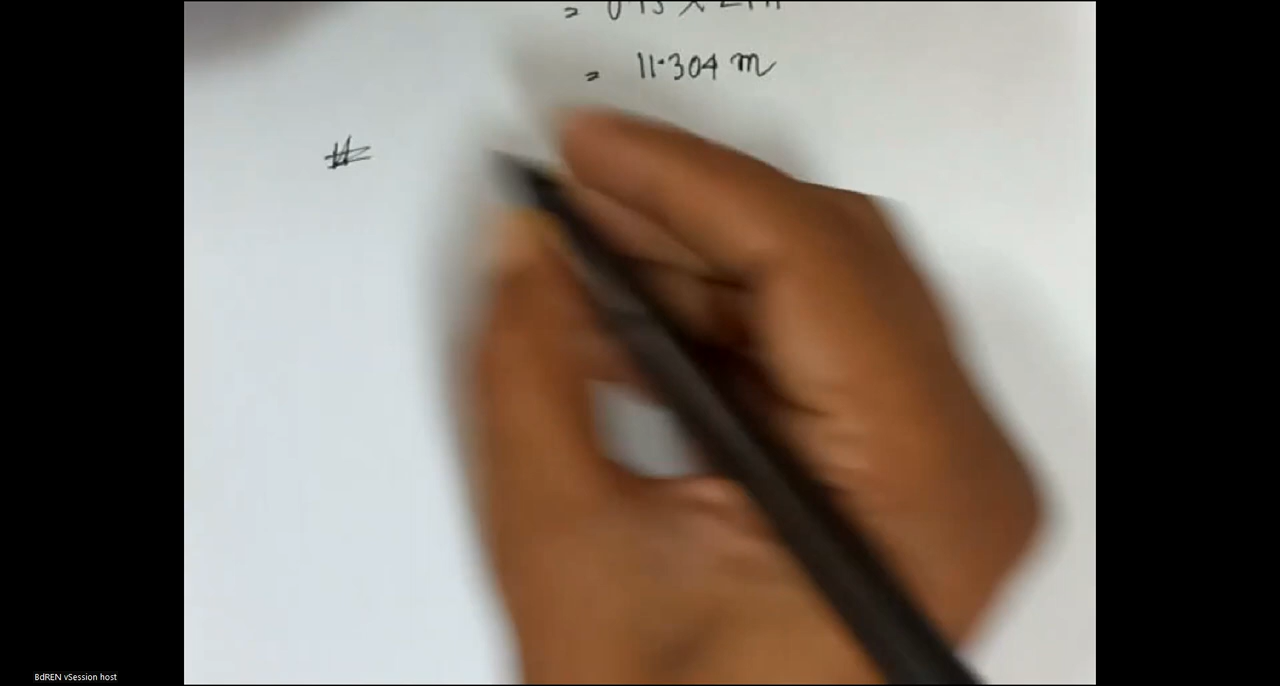 = 11.304 m
#
BdREN vSession host